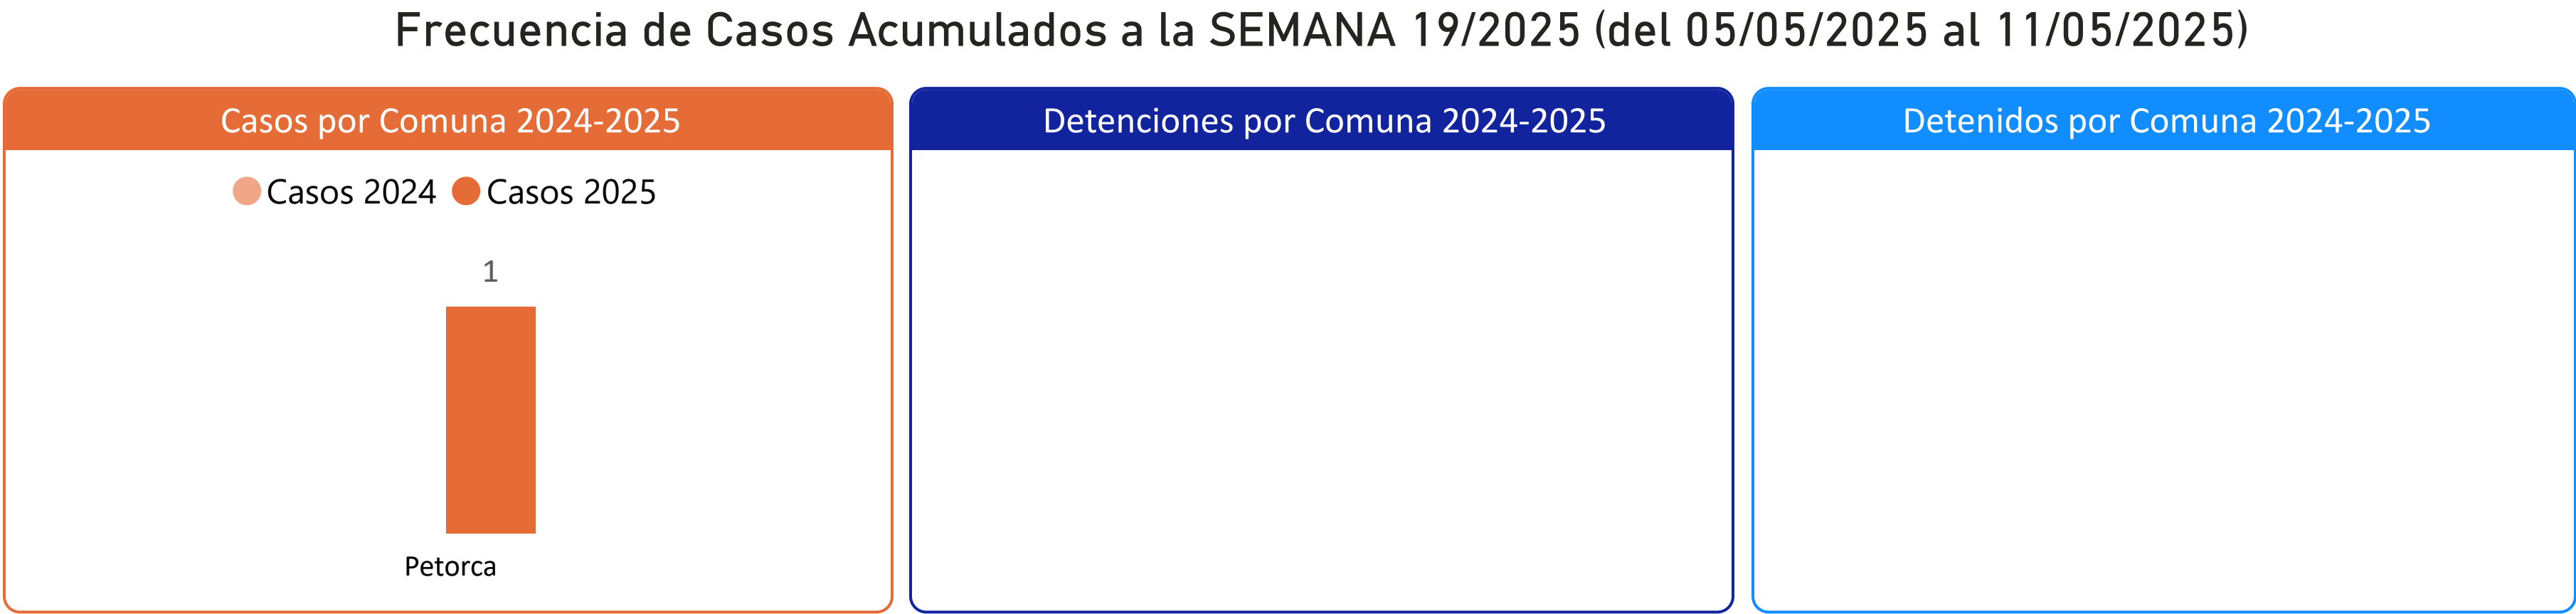 Frecuencia de Casos Acumulados a la SEMANA 19/2025 (del 05/05/2025 al 11/05/2025)
Casos por Comuna 2024-2025
Casos 2024 Casos 2025
1
Petorca
Detenciones por Comuna 2024-2025
Detenidos por Comuna 2024-2025